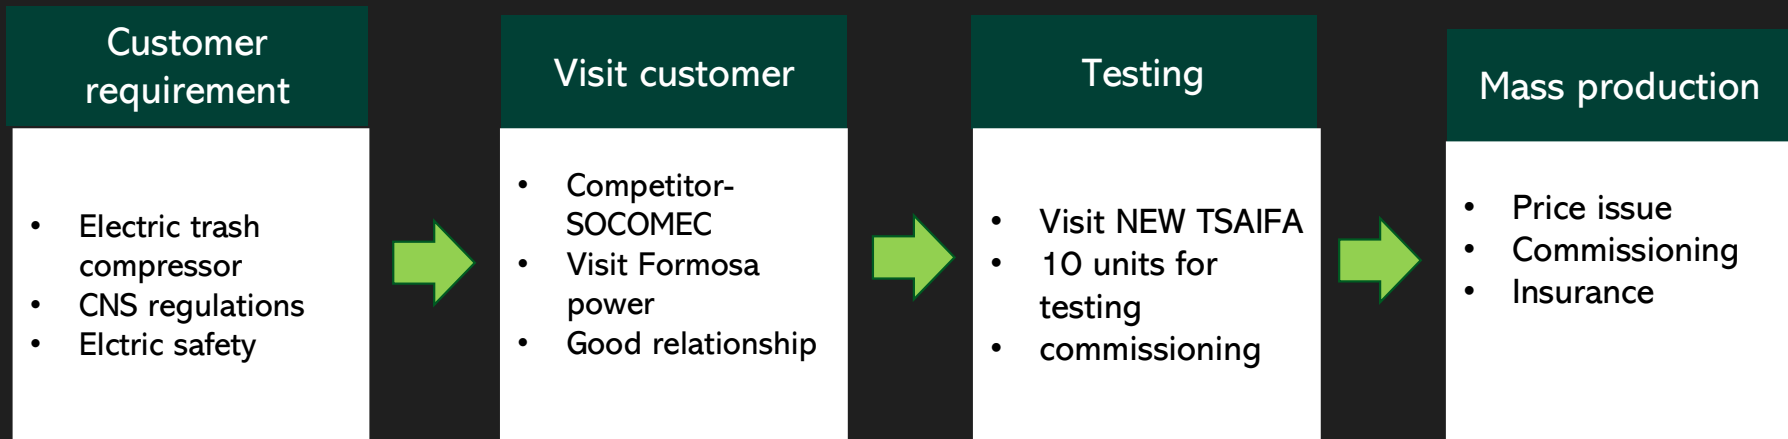 Customer
requirement
• Electric trash
compressor
• CNS regulations
• Elctric safety
Visit customer
• Competitor-
SOCOMEC
• Visit Formosa
power
• Good relationship
Testing
• Visit NEW TSAIFA
• 10 units for
testing
• commissioning
Mass production
• Price issue
• Commissioning
• Insurance